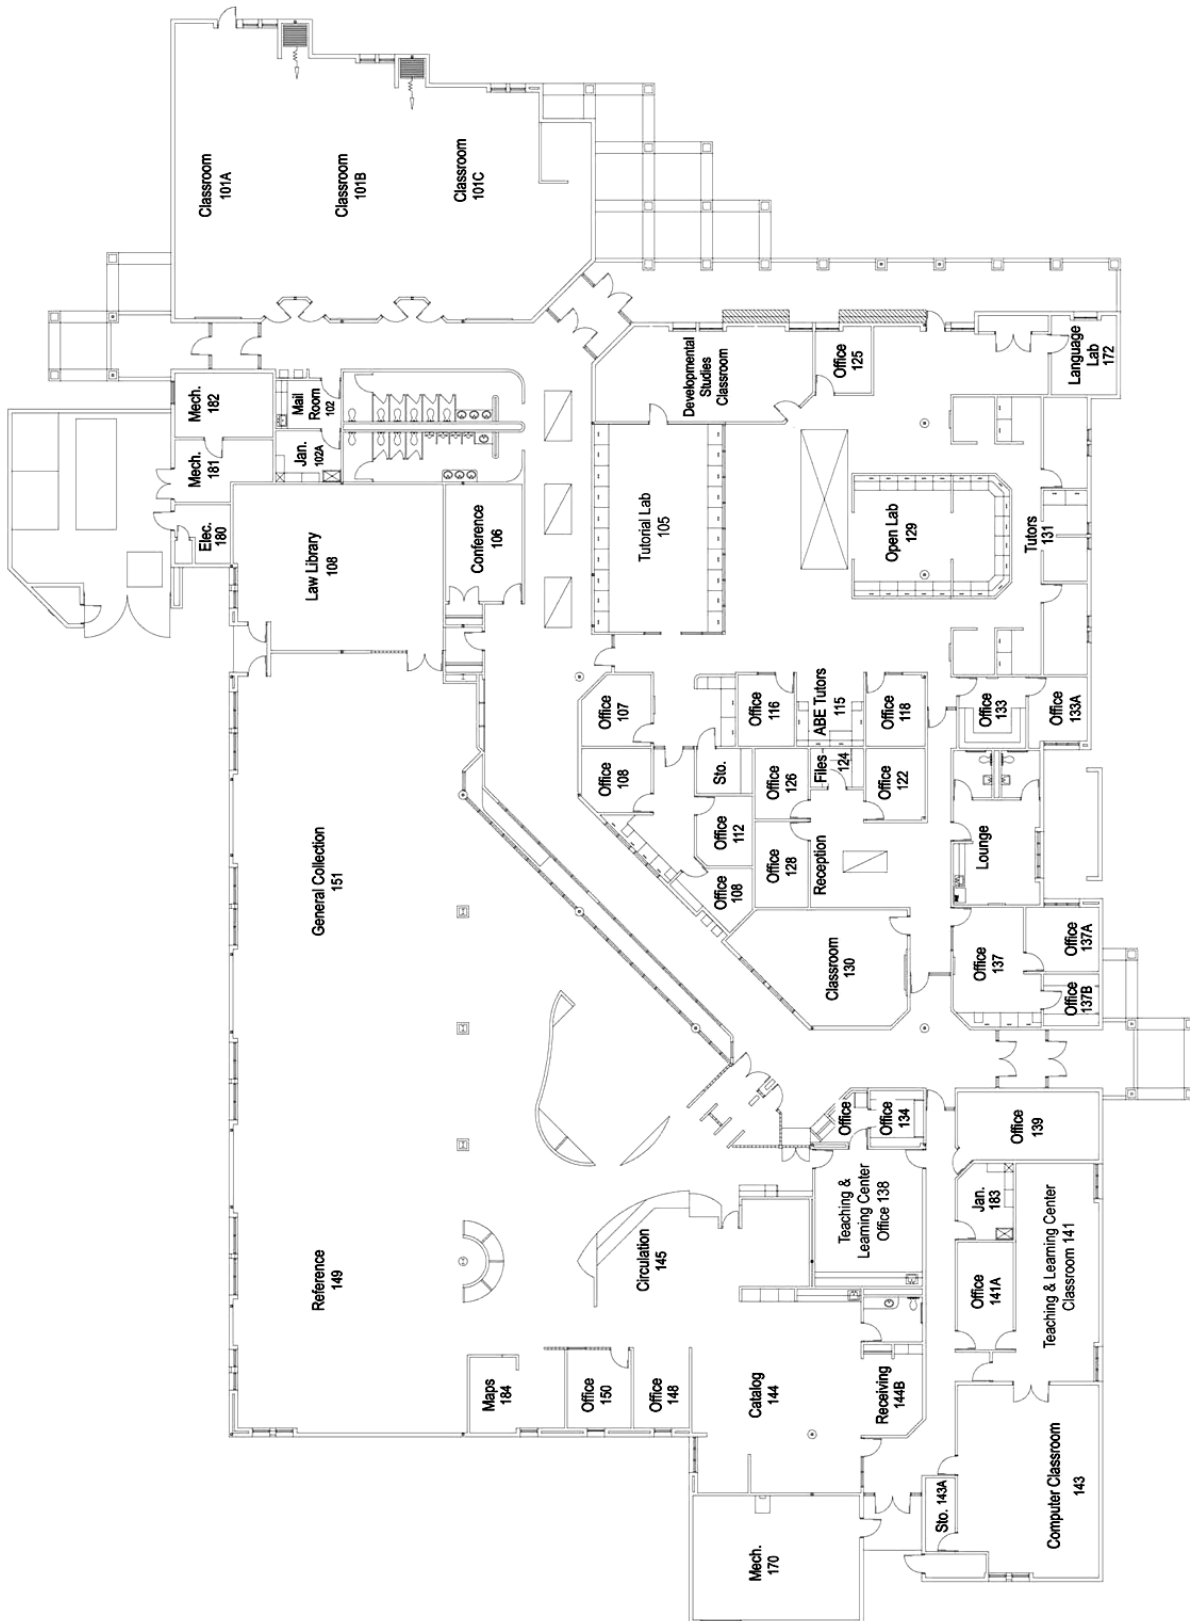 Classroom
101A
Classroom
101B
Classroom
101C
Mech.
182
Mail
Room
102
Jan.
102A
Mech.
181
Elec.
180
Law Library
108
Conference
106
Developmental
Studies
Classroom
Office
125
Language
Lab
172
Tutorial Lab
105
Open Lab
129
Tutors
131
Office
107
Office
116
ABE Tutors
115
Office
118
Office
133
Office
133A
Office
108
Sto.
Office
126
Files
124
Office
122
Office
112
Office
128
Reception
Lounge
Office
108
General Collection
151
Classroom
130
Office
137
Office
137A
Office
137B
Office
Office
134
Office
139
Teaching &
Learning Center
Office 138
Jan.
183
Teaching & Learning Center
Classroom 141
Office
141A
Reference
149
Circulation
145
Maps
184
Office
150
Office
148
Catalog
144
Receiving
144B
Mech.
170
Sto. 143A
Computer Classroom
143